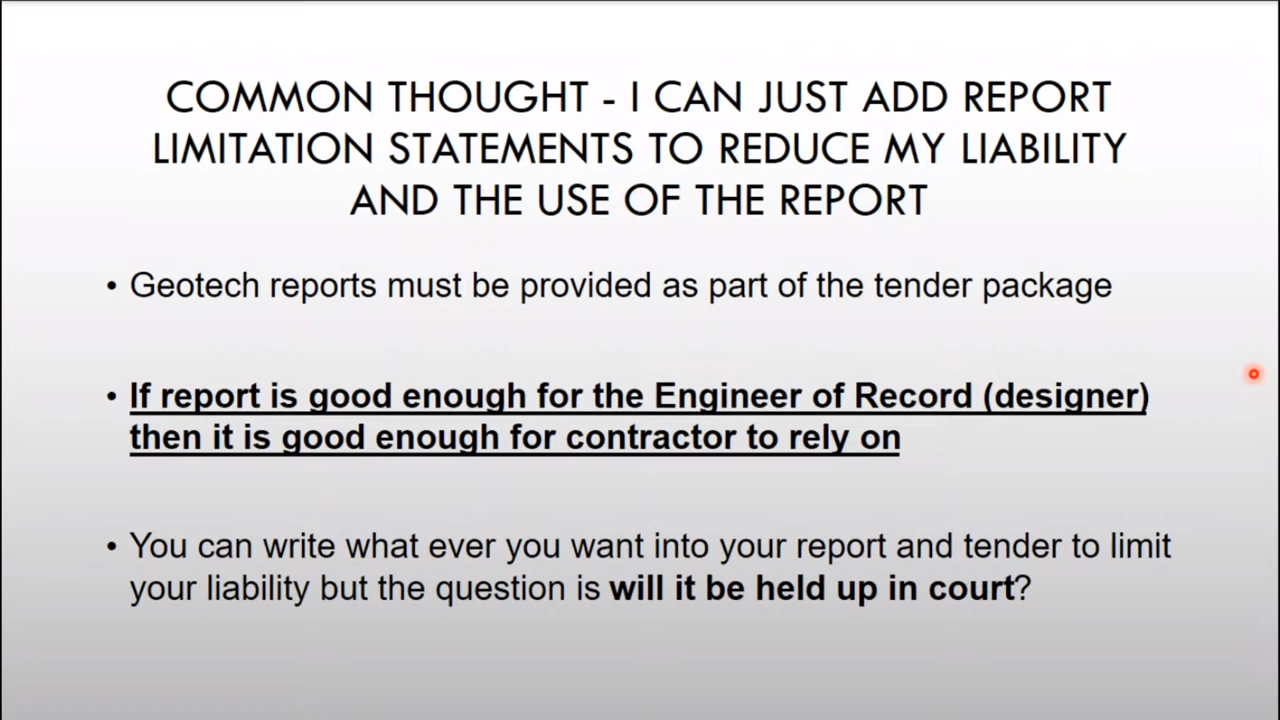 COMMON THOUGHT - I CAN JUST ADD REPORT
LIMITATION STATEMENTS TO REDUCE MY LIABILITY
AND THE USE OF THE REPORT
• Geotech reports must be provided as part of the tender package
• If report is good enough for the Engineer of Record (designer)
then it is good enough for contractor to rely on
• You can write what ever you want into your report and tender to limit
your liability but the question is will it be held up in court?